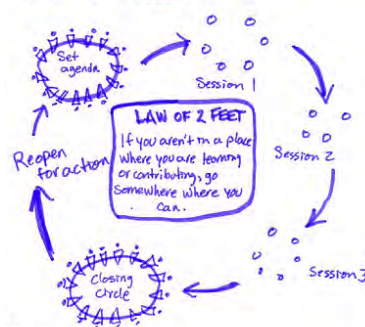 Set
agenda
Session 1
LAW OF 2 FEET
If you aren't in a place
where you are learning
or contributing, go
somewhere where you
can.
Session 2
Reopen
for action
Closing
Circle
Session 3